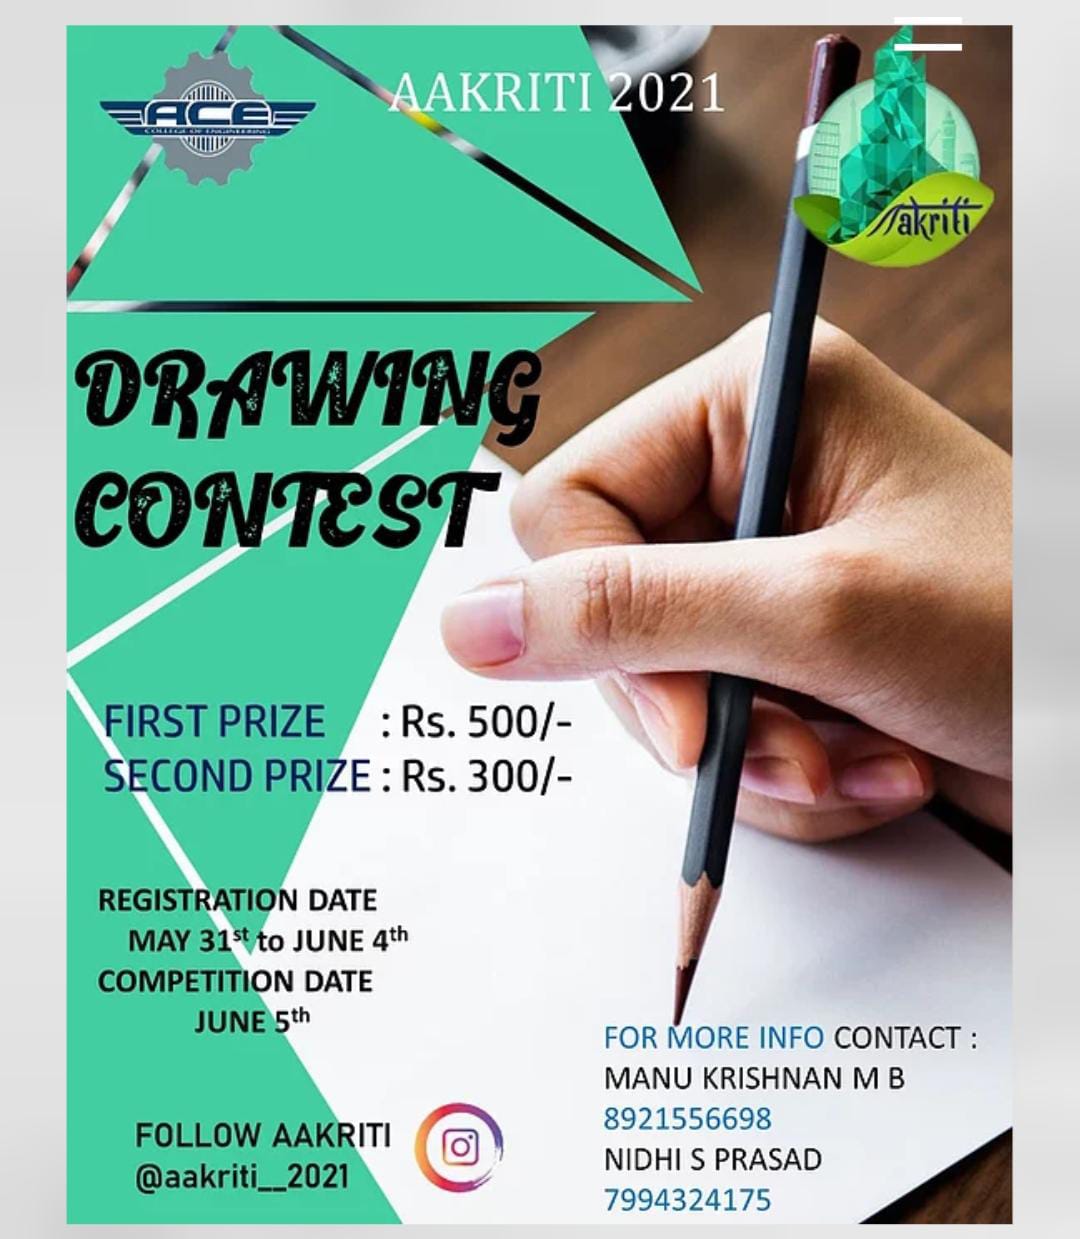 ACE
COLLEGE OF ENGINEERING
AAKRITI 2021
Aakriti
DRAWING
CONTEST
FIRST PRIZE : Rs. 500/-
SECOND PRIZE : Rs. 300/-
REGISTRATION DATE
MAY 31st to JUNE 4th
COMPETITION DATE
JUNE 5th
FOLLOW AAKRITI
@aakriti__2021
FOR MORE INFO CONTACT :
MANU KRISHNAN M B
8921556698
NIDHI S PRASAD
7994324175